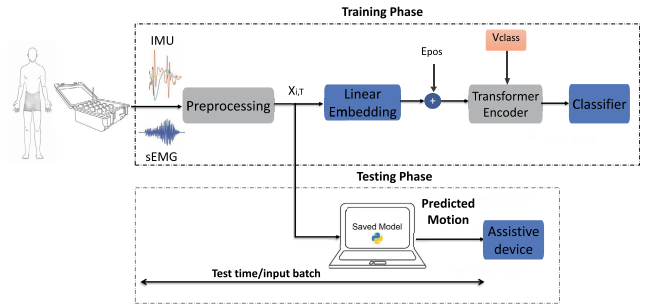 Training Phase
IMU
sEMG
Preprocessing
Xi,T
Linear
Embedding
Epos
+
Vclass
Transformer
Encoder
Classifier
Testing Phase
Saved Model
Predicted
Motion
Assistive
device
Test time/input batch